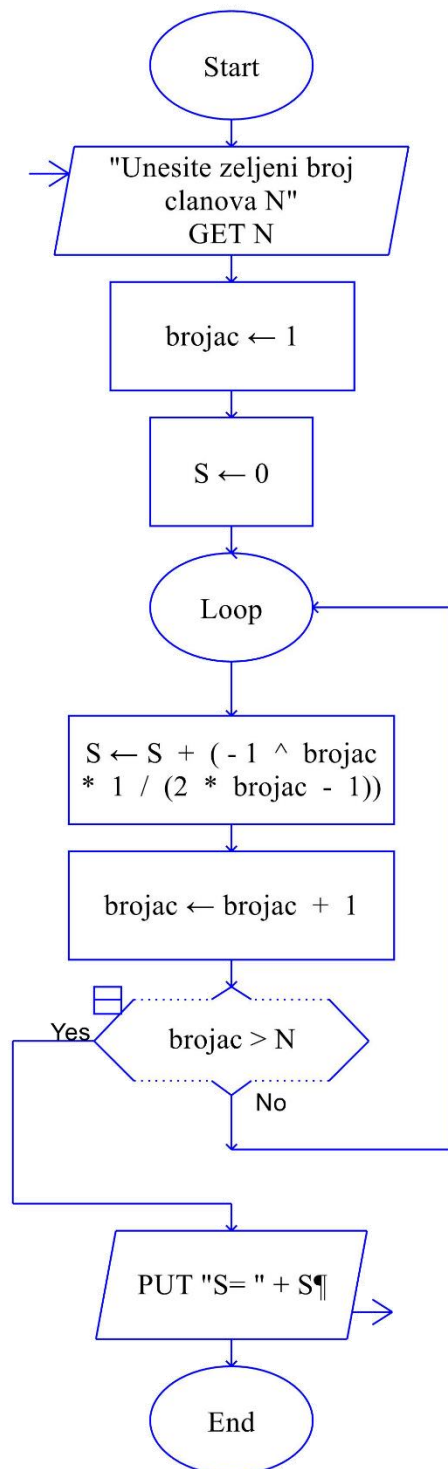 Start
"Unesite zeljeni broj
clanova N"
GET N
brojac ← 1
S ← 0
Loop
S ← S + ( - 1 ^ brojac
* 1 / (2 * brojac - 1))
brojac ← brojac + 1
Yes
brojac > N
No
PUT "S= " + S¶
End